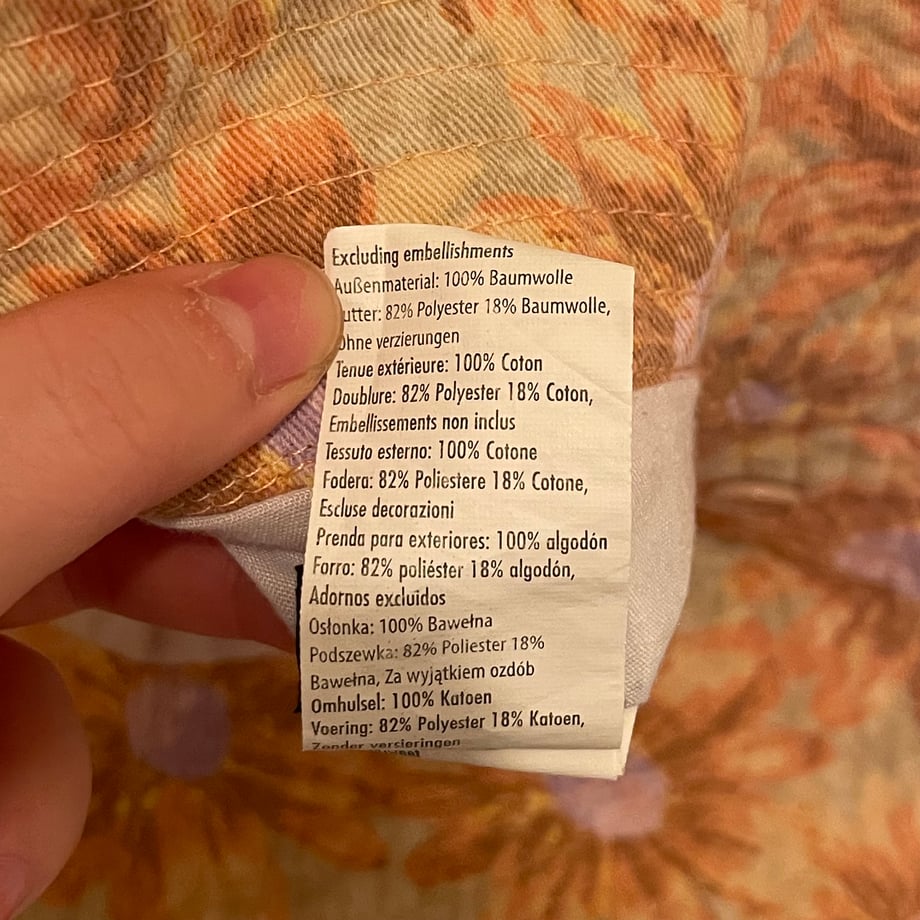 Excluding embellishments
Außenmaterial: 100% Baumwolle
utter: 82% Polyester 18% Baumwolle,
Ohne verzierungen
Tenue extérieure: 100% Coton
Doublure: 82% Polyester 18% Coton,
Embellissements non inclus
Tessuto esterno: 100% Cotone
Fodera: 82% Poliestere 18% Cotone,
Escluse decorazioni
Prenda para exteriores: 100% algodón
Forro: 82% poliéster 18% algodón,
Adornos excluidos
Osłonka: 100% Bawełna
Podszewka: 82% Poliester 18%
Bawełna, Za wyjątkiem ozdób
Omhulsel: 100% Katoen
Voering: 82% Polyester 18% Katoen,
Zonder versieringen